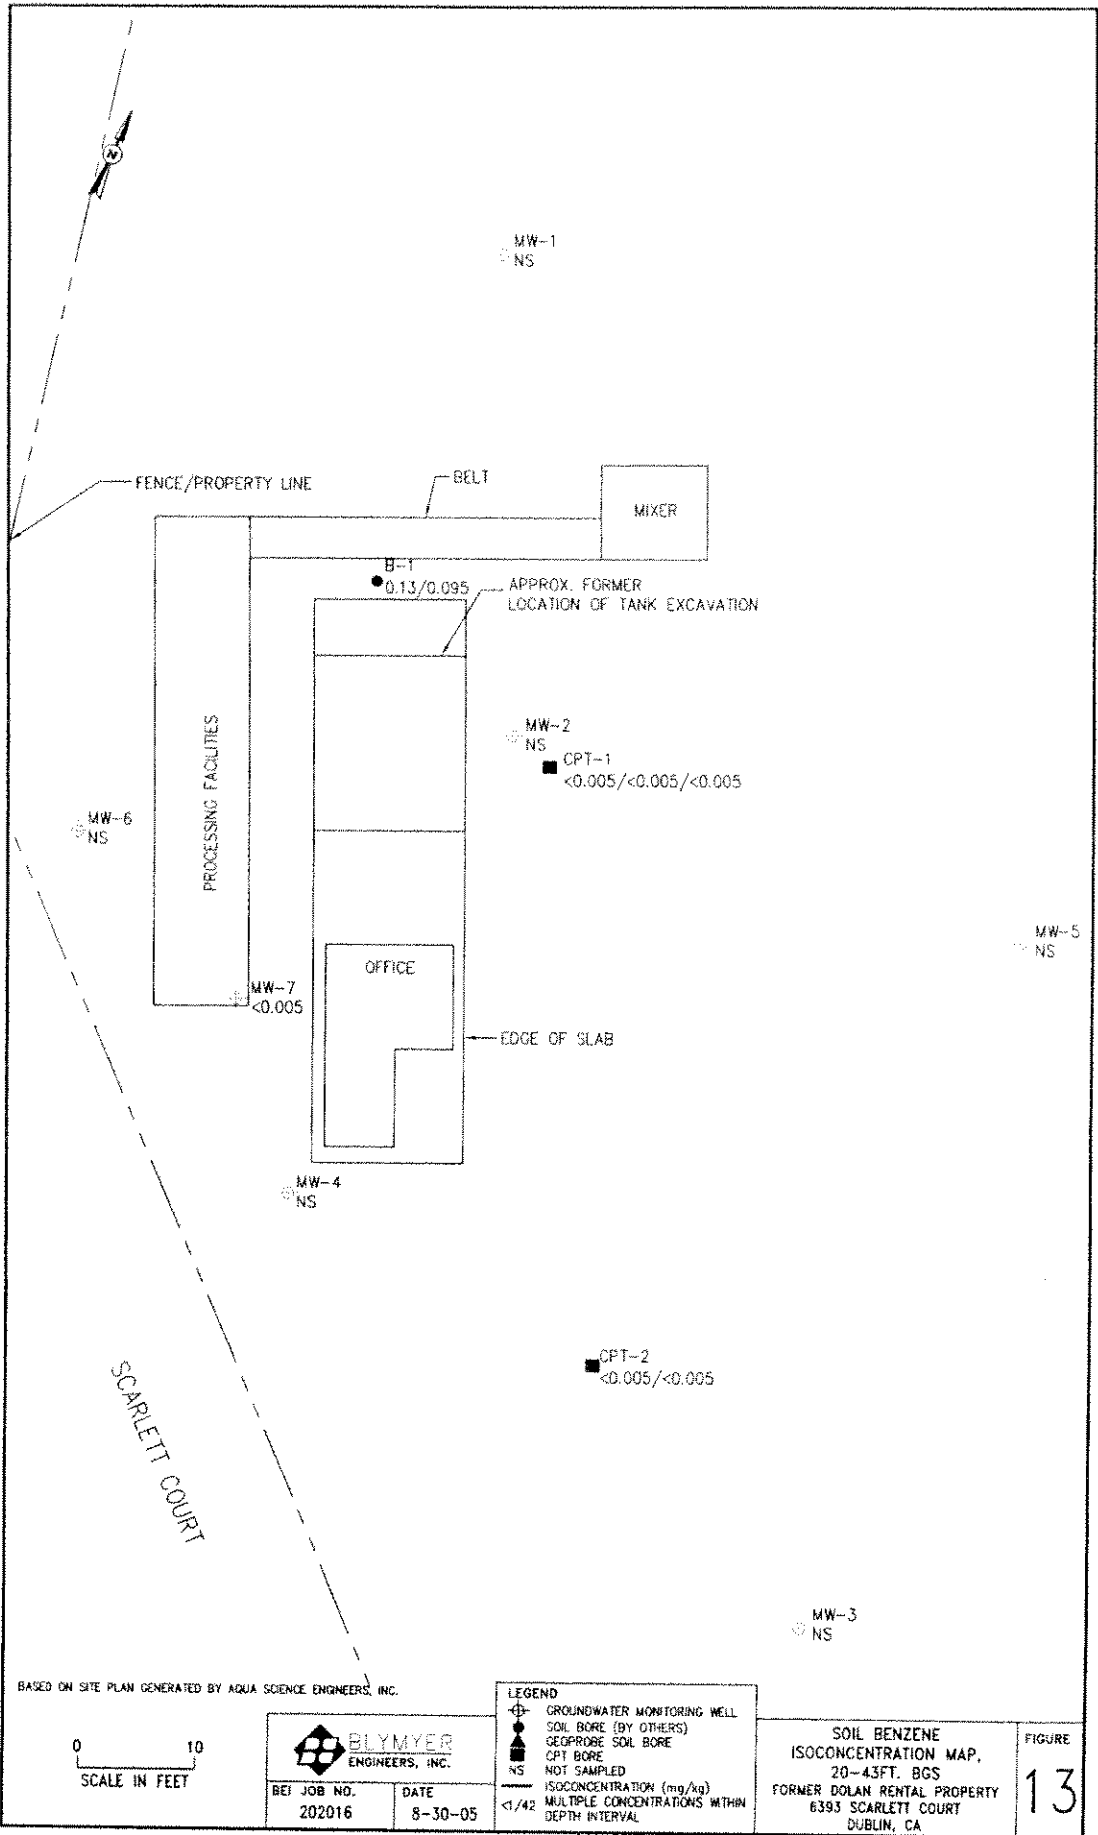 N
MW-1
NS
FENCE/PROPERTY LINE
BELT
MIXER
B-1
0.13/0.095
APPROX. FORMER
LOCATION OF TANK EXCAVATION
PROCESSING FACILITIES
MW-2
NS
CPT-1
<0.005/<0.005/<0.005
MW-6
NS
MW-5
NS
OFFICE
MW-7
<0.005
EDGE OF SLAB
MW-4
NS
CPT-2
<0.005/<0.005
SCARLETT COURT
MW-3
NS
BASED ON SITE PLAN GENERATED BY AQUA SCIENCE ENGINEERS, INC.
0 10
SCALE IN FEET
BLYMYER
ENGINEERS, INC.
BEI JOB NO.
202016
DATE
8-30-05
LEGEND
GROUNDWATER MONITORING WELL
SOIL BORE (BY OTHERS)
GEOPROBE SOIL BORE
CPT BORE
NS NOT SAMPLED
ISOCONCENTRATION (mg/kg)
<1/42 MULTIPLE CONCENTRATIONS WITHIN
DEPTH INTERVAL
SOIL BENZENE
ISOCONCENTRATION MAP,
20-43FT. BGS
FORMER DOLAN RENTAL PROPERTY
6393 SCARLETT COURT
DUBLIN, CA
FIGURE
13